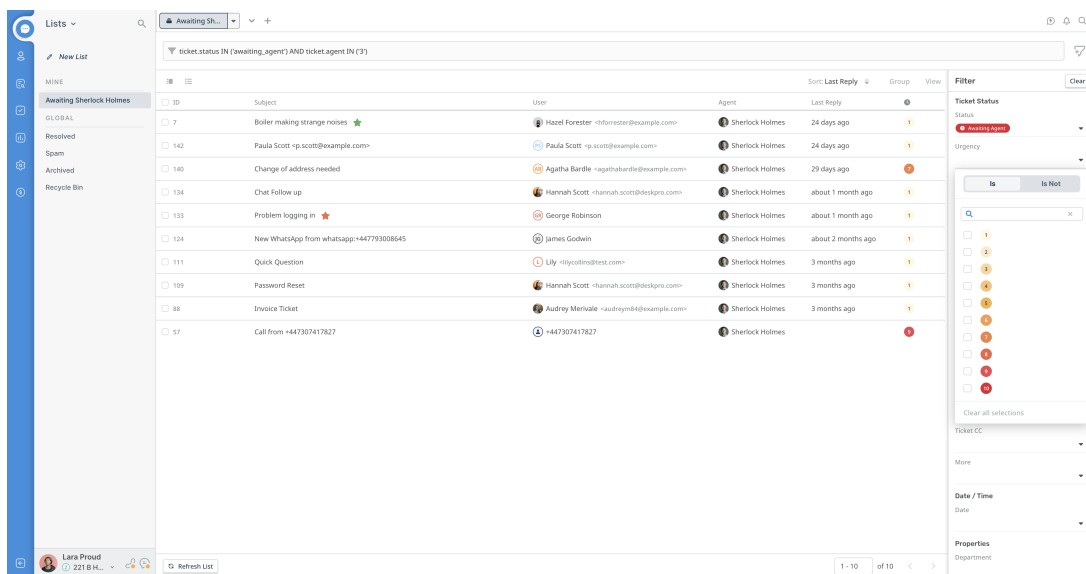 Lists
Awaiting Sh...
New List
ticket.status IN ('awaiting_agent') AND ticket.agent IN ('3')
MINE
Awaiting Sherlock Holmes
GLOBAL
Resolved
Spam
Archived
Recycle Bin
Sort: Last Reply Group View
ID Subject User Agent Last Reply
7 Boiler making strange noises Hazel Forester <hforrester@example.com> Sherlock Holmes 24 days ago 1
142 Paula Scott <p.scott@example.com> PS Paula Scott <p.scott@example.com> Sherlock Holmes 24 days ago 1
140 Change of address needed AB Agatha Bardle <agathabardle@example.com> Sherlock Holmes 29 days ago 7
134 Chat Follow up Hannah Scott <hannah.scott@deskpro.com> Sherlock Holmes about 1 month ago 1
133 Problem logging in GR George Robinson Sherlock Holmes about 1 month ago 1
124 New WhatsApp from whatsapp:+447793008645 JG James Godwin Sherlock Holmes about 2 months ago 1
111 Quick Question L Lily <lilycollins@test.com> Sherlock Holmes 3 months ago 1
109 Password Reset Hannah Scott <hannah.scott@deskpro.com> Sherlock Holmes 3 months ago 1
88 Invoice Ticket Audrey Merivale <audreym84@example.com> Sherlock Holmes 3 months ago 1
57 Call from +447307417827 +447307417827 Sherlock Holmes 9
Filter Clear
Ticket Status
Status
Awaiting Agent
Urgency
Is Is Not
1
2
3
4
5
6
7
8
9
10
Clear all selections
Ticket CC
More
Date / Time
Date
Properties
Department
Lara Proud
221 B H...
Refresh List
1 - 10 of 10